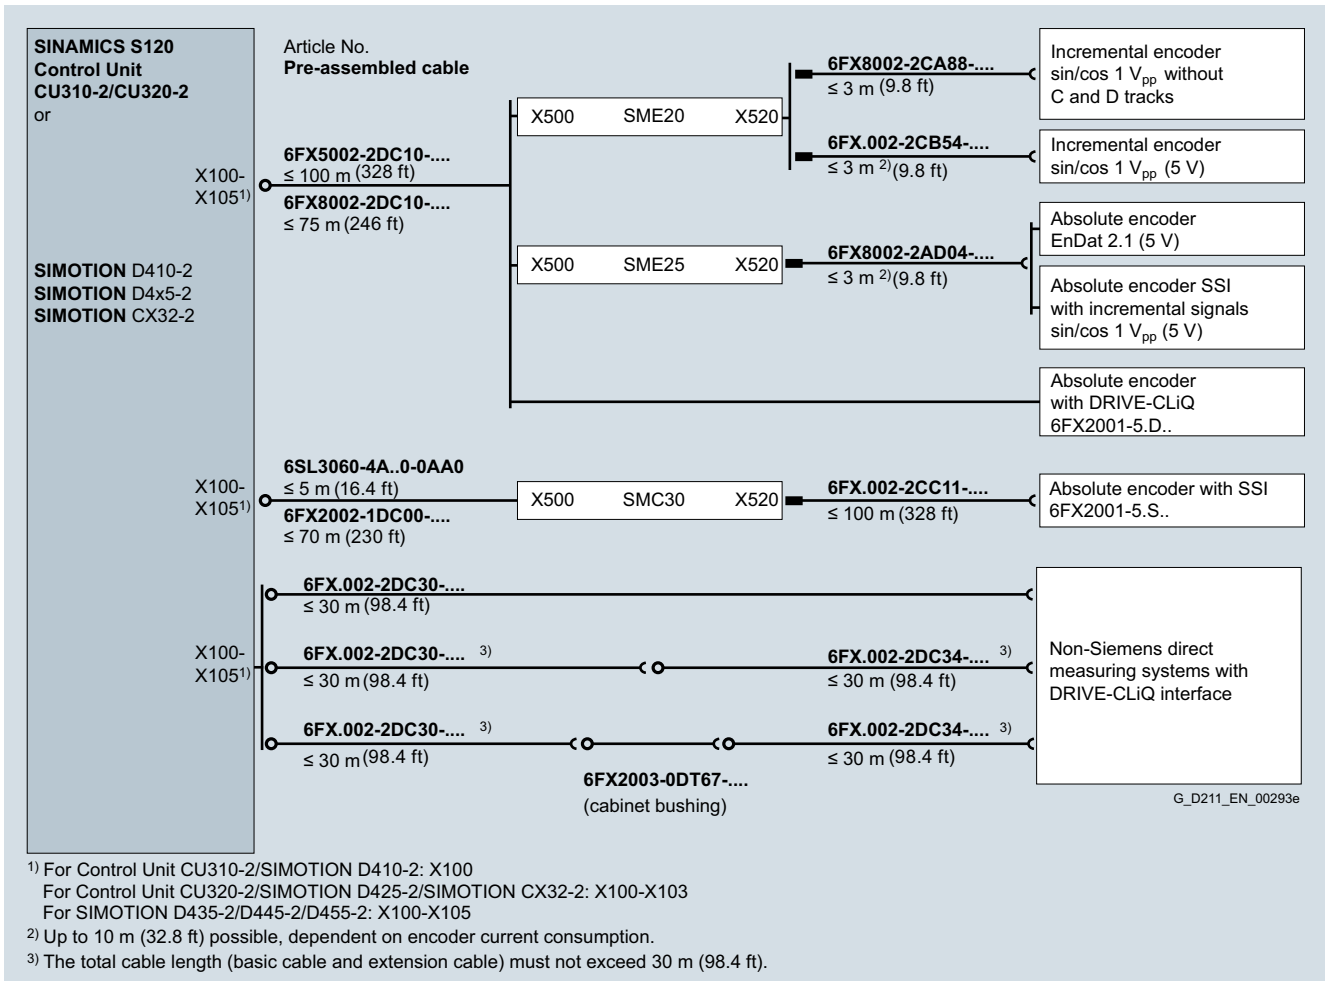 SINAMICS S120
Control Unit
CU310-2/CU320-2
or
X100-
X105 1)
SIMOTION D410-2
SIMOTION D4x5-2
SIMOTION CX32-2
X100-
X105 1)
X100-
X105 1)
Article No.
Pre-assembled cable
6FX5002-2DC10-....
≤ 100 m (328 ft)
6FX8002-2DC10-....
≤ 75 m (246 ft)
X500 SME20 X520
6FX8002-2CA88-....
≤ 3 m (9.8 ft)
Incremental encoder
sin/cos 1 Vpp without
C and D tracks
6FX.002-2CB54-....
≤ 3 m 2) (9.8 ft)
Incremental encoder
sin/cos 1 Vpp (5 V)
X500 SME25 X520
6FX8002-2AD04-....
≤ 3 m 2) (9.8 ft)
Absolute encoder
EnDat 2.1 (5 V)
Absolute encoder SSI
with incremental signals
sin/cos 1 Vpp (5 V)
Absolute encoder
with DRIVE-CLiQ
6FX2001-5.D..
6SL3060-4A..0-0AA0
≤ 5 m (16.4 ft)
6FX2002-1DC00-....
≤ 70 m (230 ft)
X500 SMC30 X520
6FX.002-2CC11-....
≤ 100 m (328 ft)
Absolute encoder with SSI
6FX2001-5.S..
6FX.002-2DC30-....
≤ 30 m (98.4 ft)
6FX.002-2DC30-.... 3)
≤ 30 m (98.4 ft)
6FX.002-2DC34-.... 3)
≤ 30 m (98.4 ft)
6FX.002-2DC30-.... 3)
≤ 30 m (98.4 ft)
6FX.002-2DC34-.... 3)
≤ 30 m (98.4 ft)
6FX2003-0DT67-....
(cabinet bushing)
Non-Siemens direct
measuring systems with
DRIVE-CLiQ interface
G_D211_EN_00293e
1) For Control Unit CU310-2/SIMOTION D410-2: X100
For Control Unit CU320-2/SIMOTION D425-2/SIMOTION CX32-2: X100-X103
For SIMOTION D435-2/D445-2/D455-2: X100-X105
2) Up to 10 m (32.8 ft) possible, dependent on encoder current consumption.
3) The total cable length (basic cable and extension cable) must not exceed 30 m (98.4 ft).